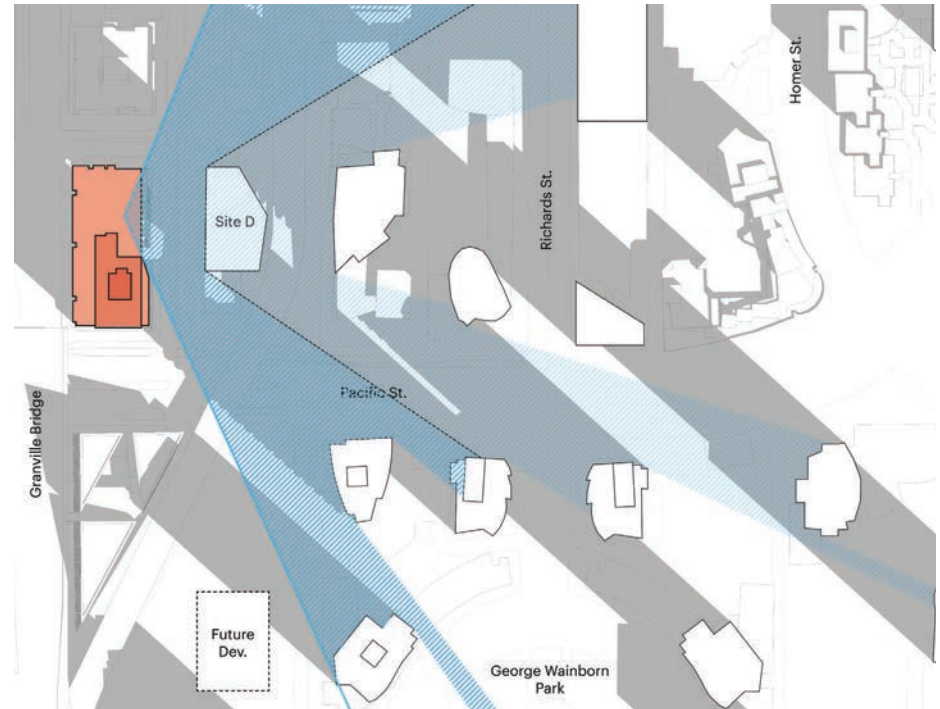 Homer St.
Richards St.
Site D
Pacific St.
Granville Bridge
Future
Dev.
George Wainborn
Park